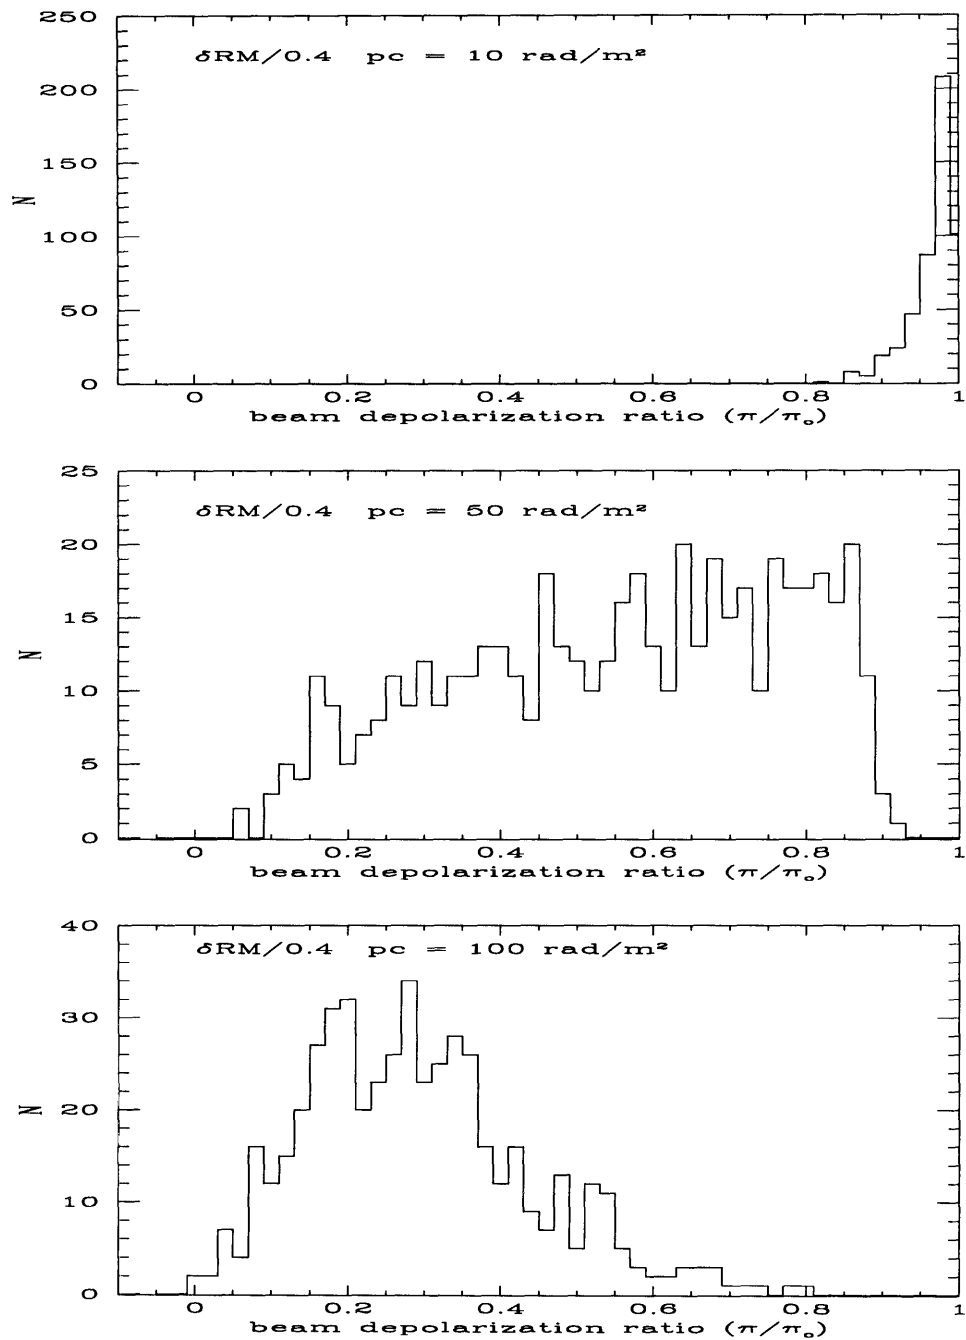 250
δRM/0.4 pc = 10 rad/m²
200
150
N
100
50
0
0 0.2 0.4 0.6 0.8 1
beam depolarization ratio (π/π₀)
25
δRM/0.4 pc = 50 rad/m²
20
15
N
10
5
0
0 0.2 0.4 0.6 0.8 1
beam depolarization ratio (π/π₀)
40
δRM/0.4 pc = 100 rad/m²
30
N
20
10
0
0 0.2 0.4 0.6 0.8 1
beam depolarization ratio (π/π₀)